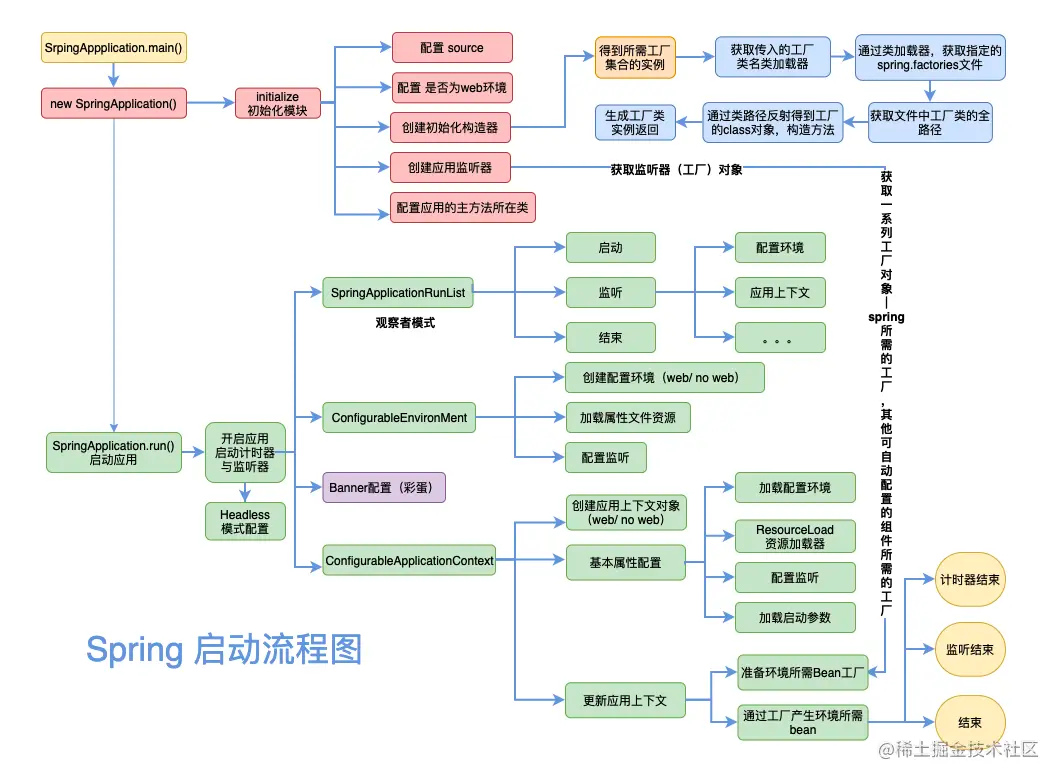 SrpingAppplication.main()
new SpringApplication()
initialize
初始化模块
配置 source
配置 是否为web环境
创建初始化构造器
创建应用监听器
配置应用的主方法所在类
得到所需工厂
集合的实例
获取传入的工厂
类名类加载器
通过类加载器，获取指定的
spring.factories文件
获取文件中工厂类的全
路径
通过类路径反射得到工厂
的class对象，构造方法
生成工厂类
实例返回
获取监听器（工厂）对象
获取一系列工厂对象—spring所需的工厂，其他可自动配置的组件所需的工厂
SpringApplication.run()
启动应用
开启应用
启动计时器
与监听器
Headless
模式配置
SpringApplicationRunList
观察者模式
启动
监听
结束
配置环境
应用上下文
。。。
ConfigurableEnvironMent
创建配置环境（web/ no web）
加载属性文件资源
配置监听
Banner配置（彩蛋）
ConfigurableApplicationContext
创建应用上下文对象
（web/ no web）
基本属性配置
加载配置环境
ResourceLoad
资源加载器
配置监听
加载启动参数
更新应用上下文
准备环境所需Bean工厂
通过工厂产生环境所需
bean
计时器结束
监听结束
结束
Spring 启动流程图
@稀土掘金技术社区